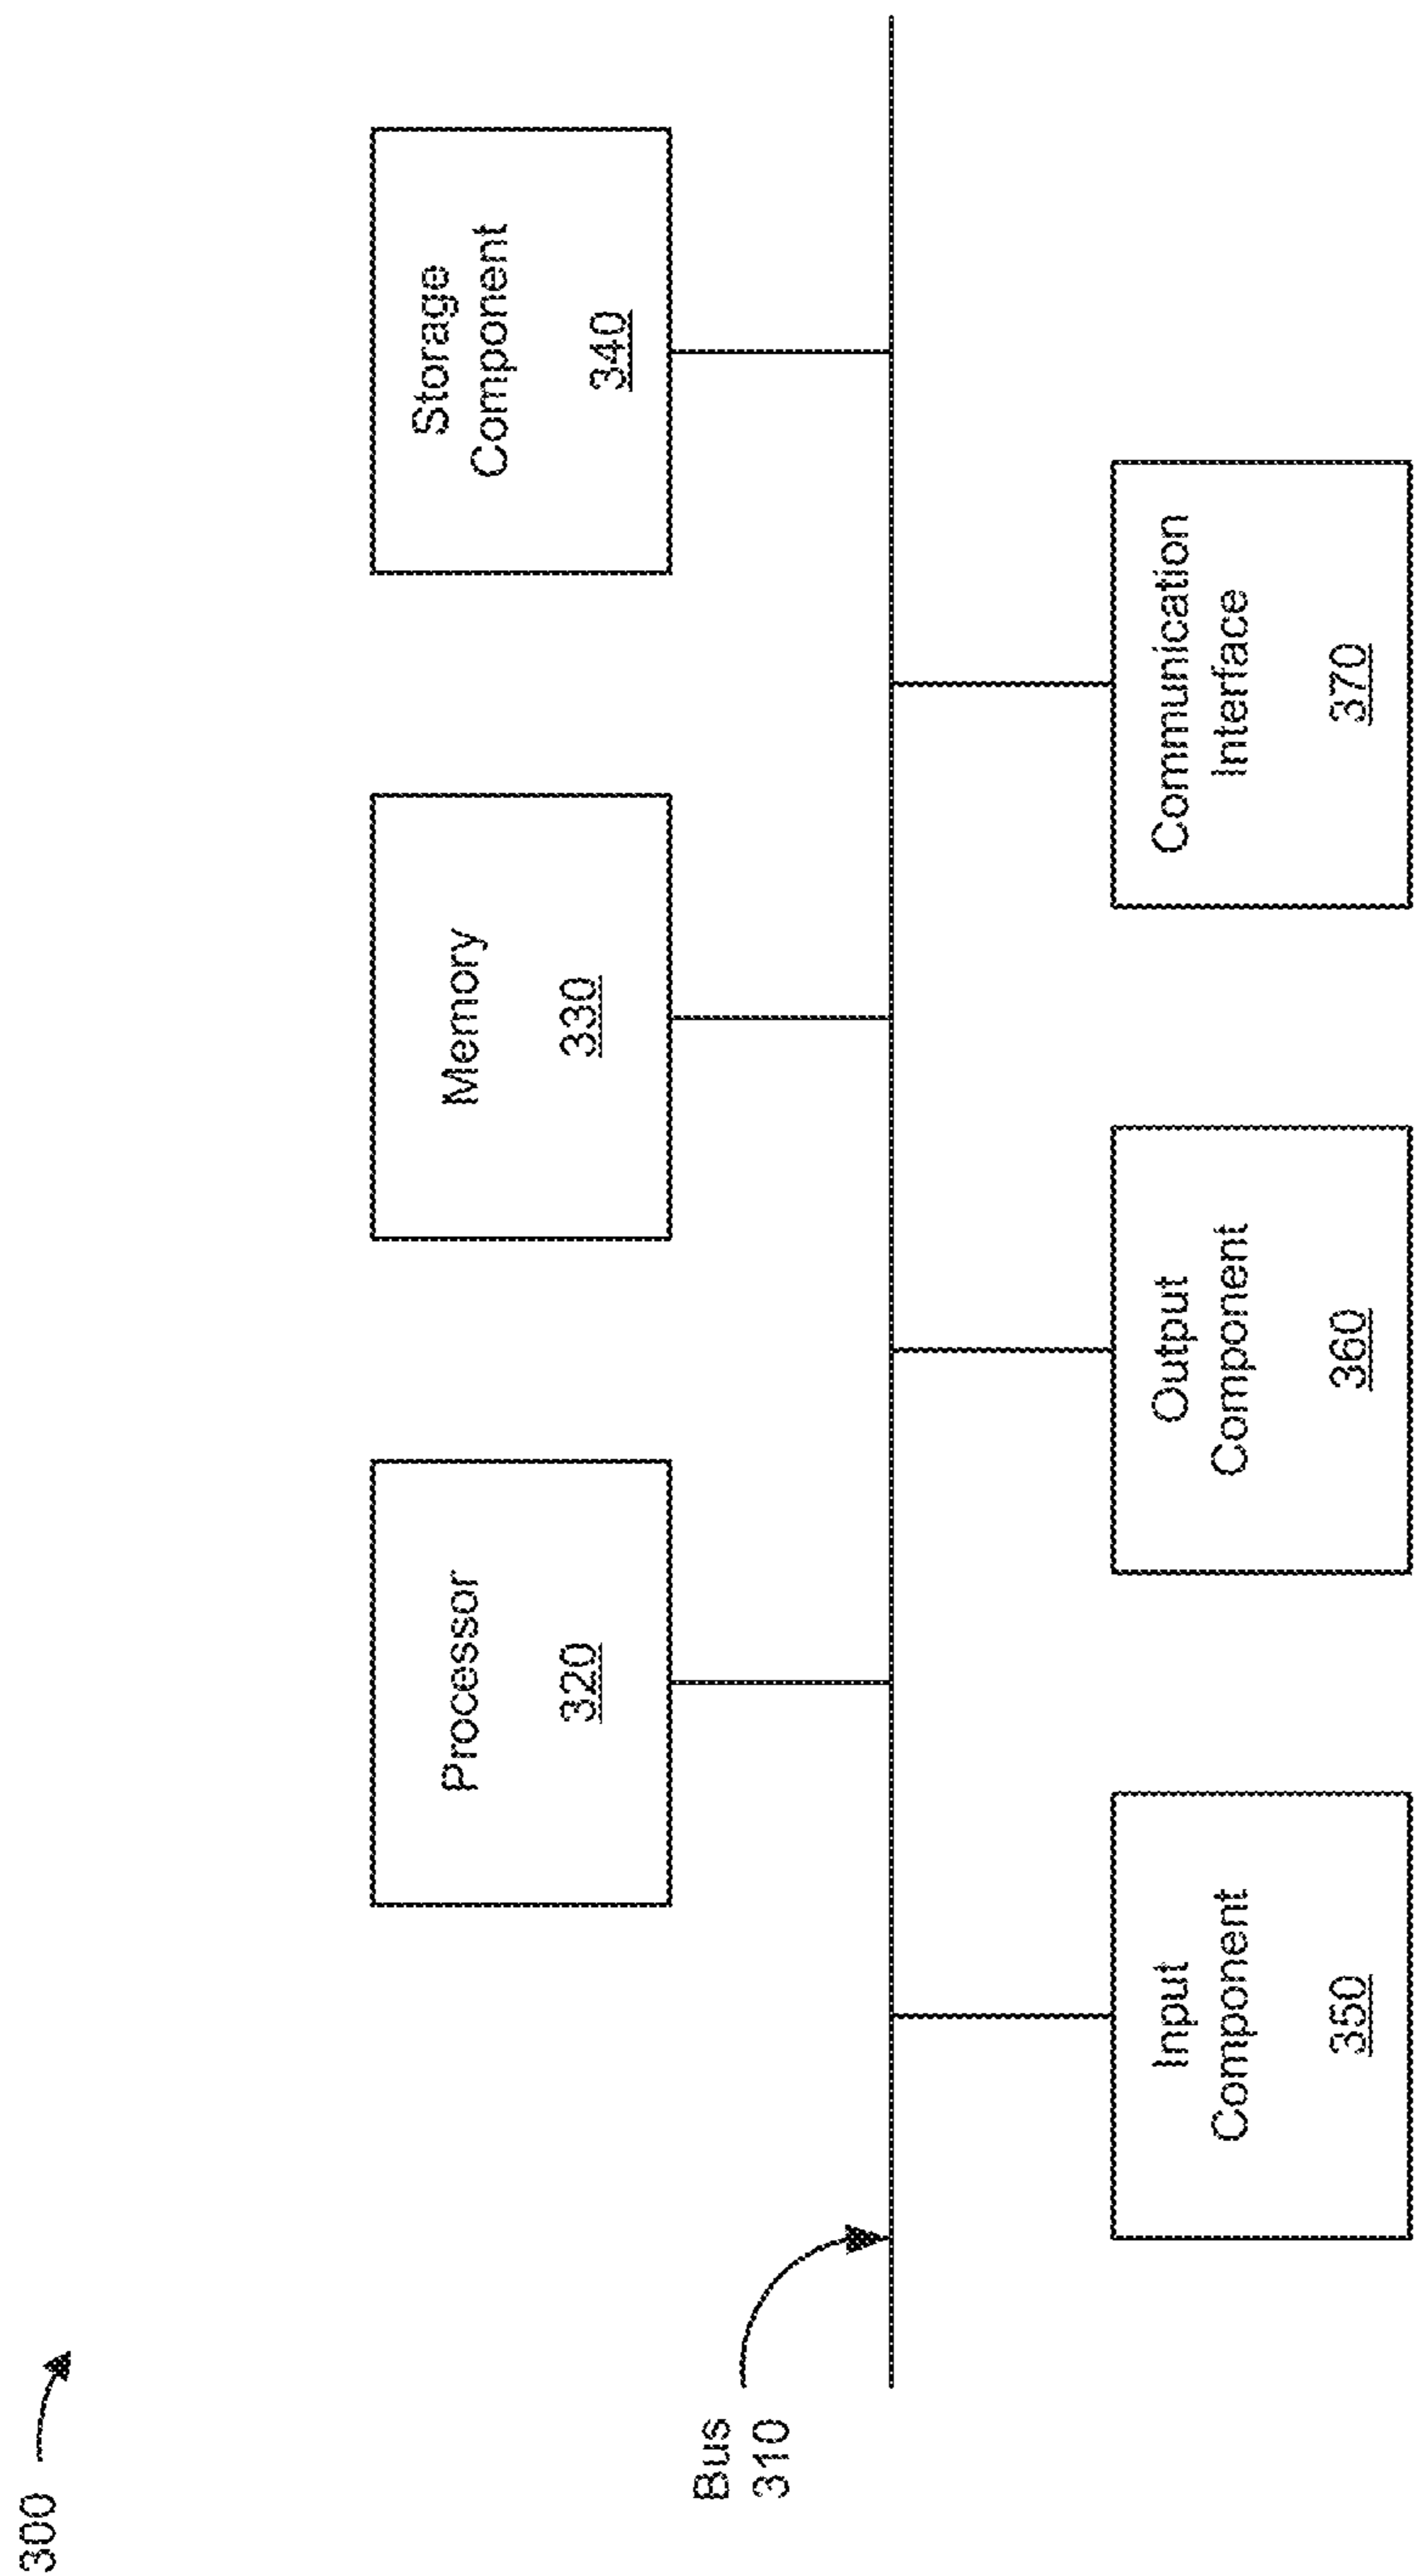 300
Bus
310
Processor
320
Memory
330
Storage
Component
340
Input
Component
350
Output
Component
360
Communication
Interface
370